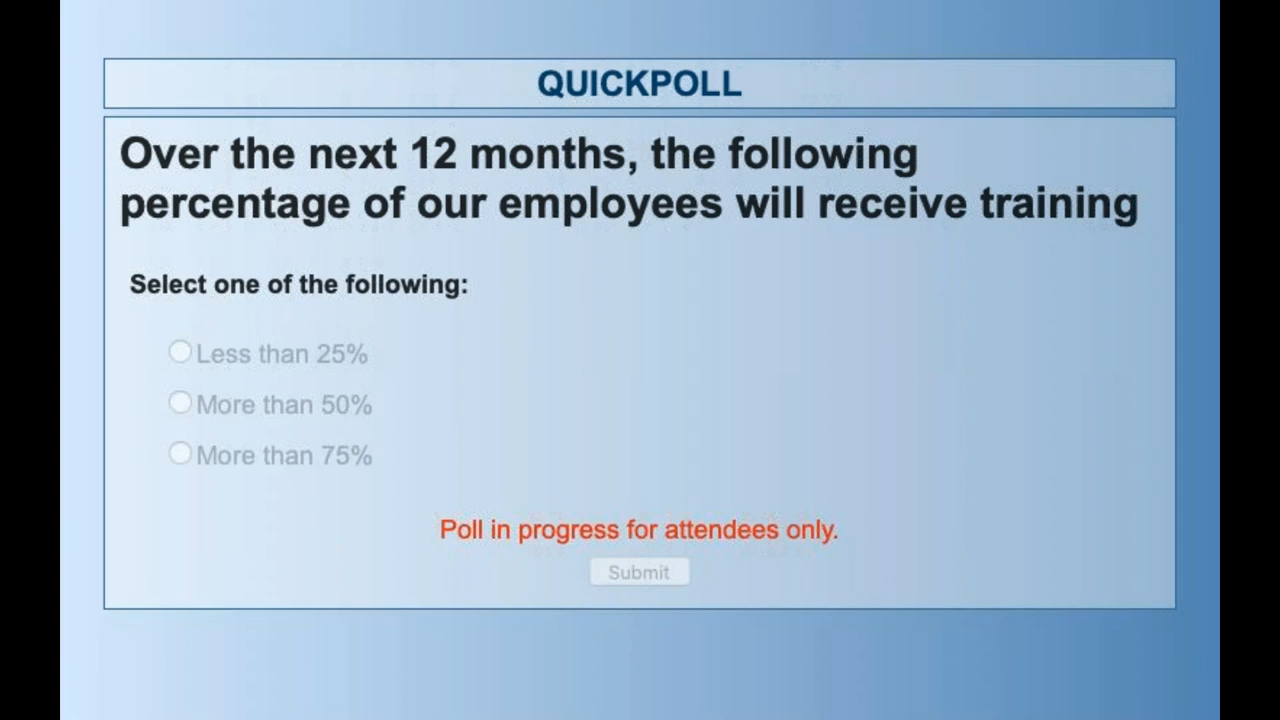 QUICKPOLL
Over the next 12 months, the following
percentage of our employees will receive training
Select one of the following:
Less than 25%
More than 50%
More than 75%
Poll in progress for attendees only.
Submit